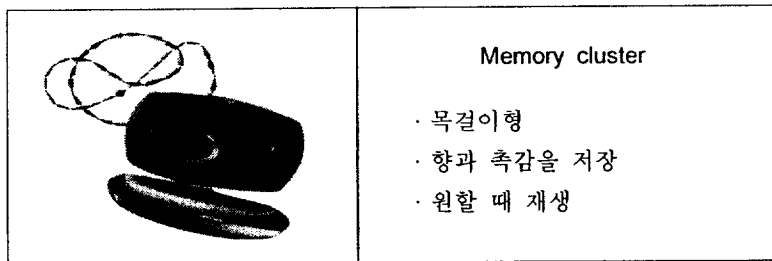 Memory cluster
· 목걸이형
· 향과 촉감을 저장
· 원할 때 재생